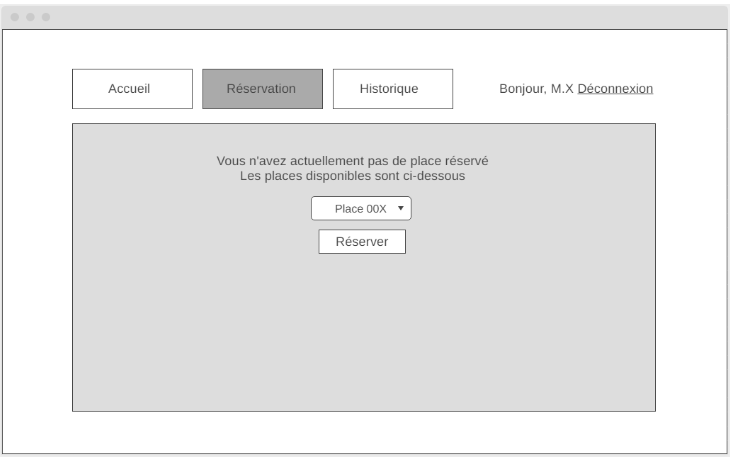 Accueil
Réservation
Historique
Bonjour, M.X Déconnexion
Vous n'avez actuellement pas de place réservé
Les places disponibles sont ci-dessous
Place 00X
Réserver